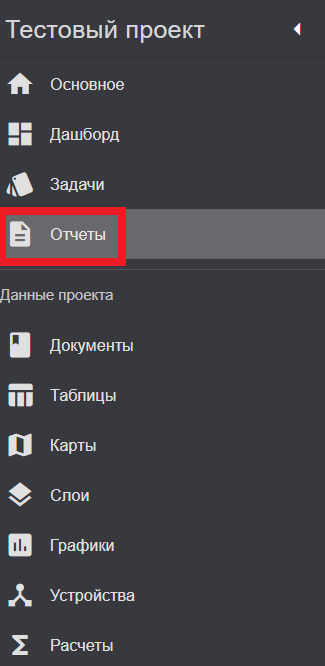 Тестовый проект
Основное
Дашборд
Задачи
Отчеты
Данные проекта
Документы
Таблицы
Карты
Слои
Графики
Устройства
Расчеты